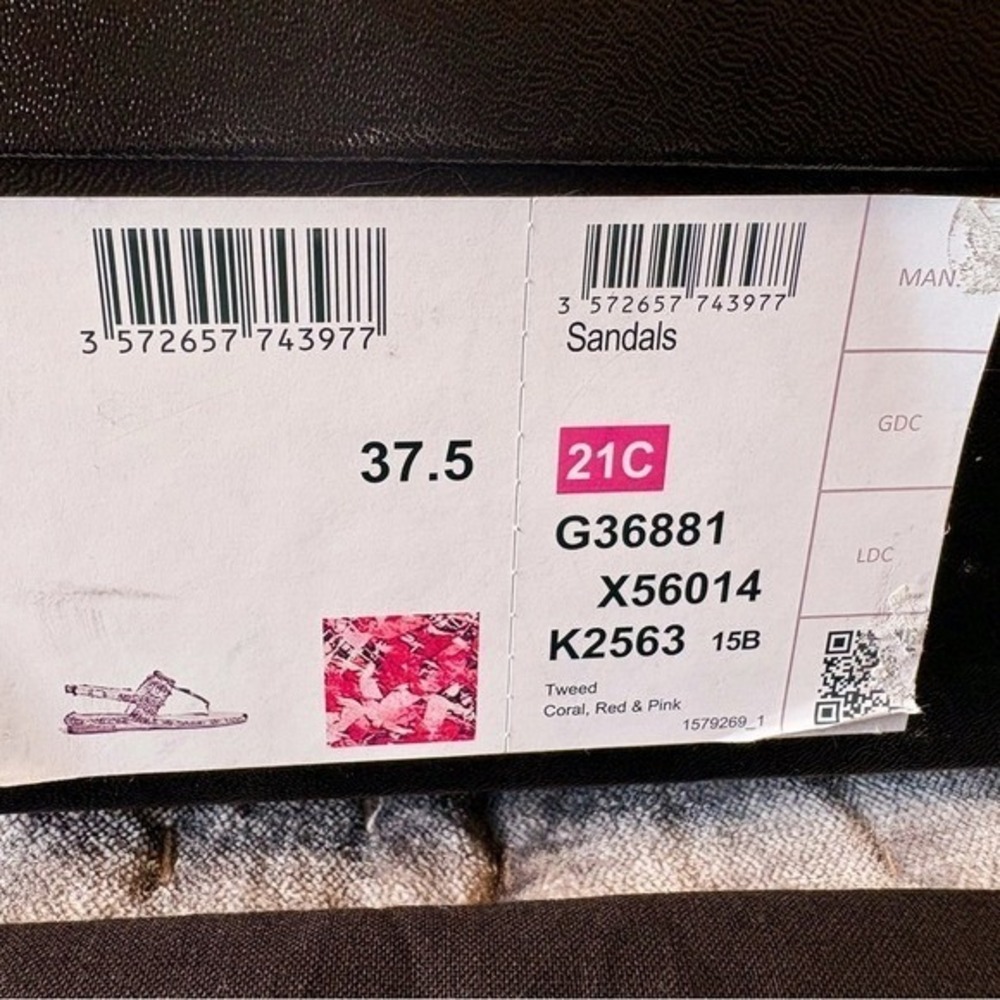 3 572657 743977
37.5
3 572657 743977
Sandals
21C
G36881
X56014
K2563 15B
Tweed
Coral, Red & Pink
1579269_1
MAN.
GDC
LDC